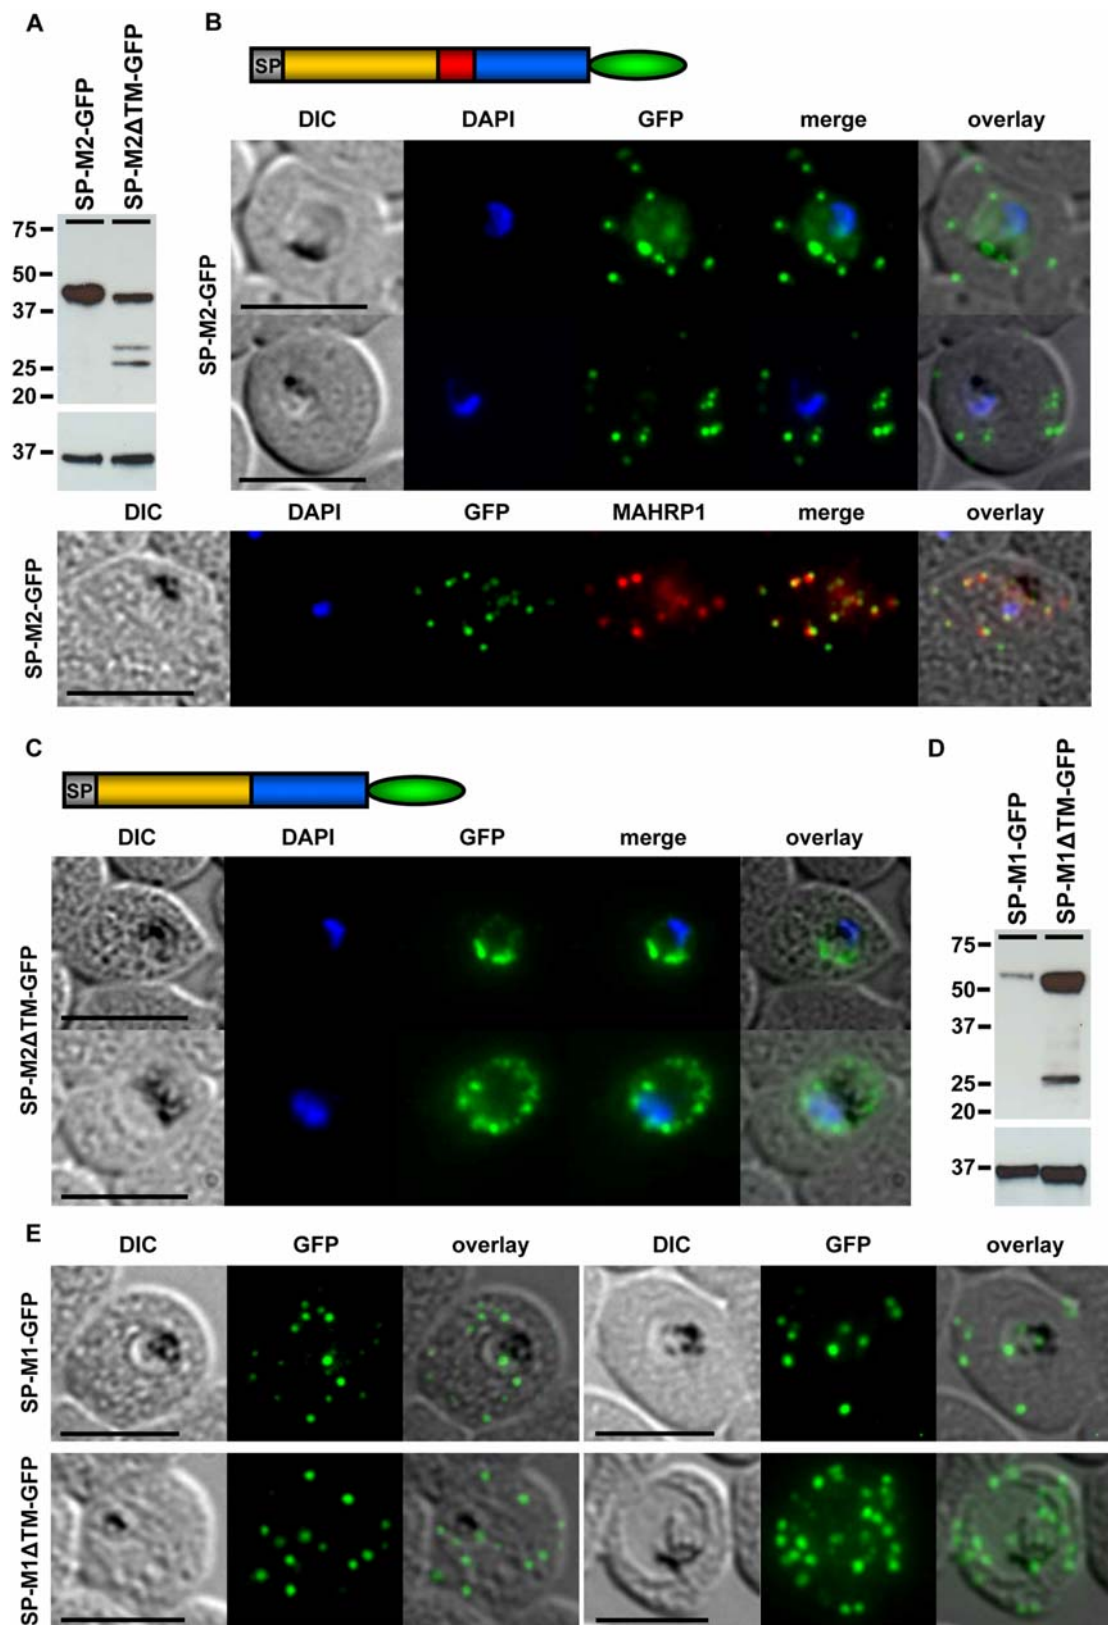 A
SP-M2-GFP
SP-M2ΔTM-GFP
75
50
37
25
20
37
B
SP
DIC DAPI GFP merge overlay
SP-M2-GFP
DIC DAPI GFP MAHRP1 merge overlay
SP-M2-GFP
C
SP
DIC DAPI GFP merge overlay
SP-M2ΔTM-GFP
D
SP-M1-GFP
SP-M1ΔTM-GFP
75
50
37
25
20
37
E
DIC GFP overlay DIC GFP overlay
SP-M1-GFP
SP-M1ΔTM-GFP